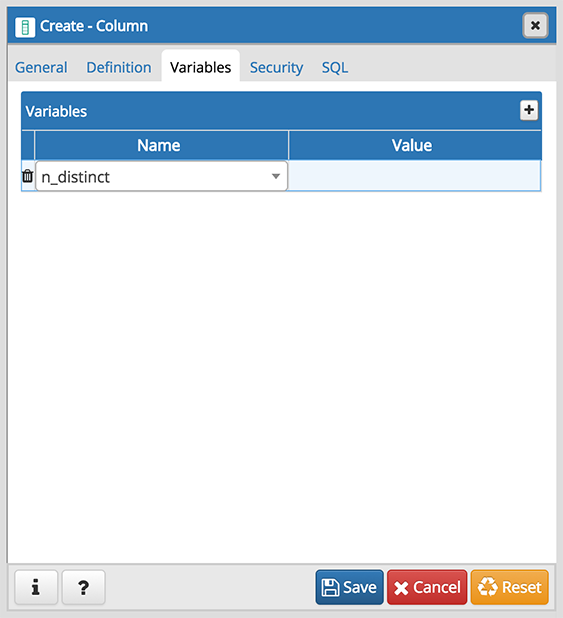 Create - Column
General Definition Variables Security SQL
Variables
Name Value
n_distinct
i ? Save Cancel Reset